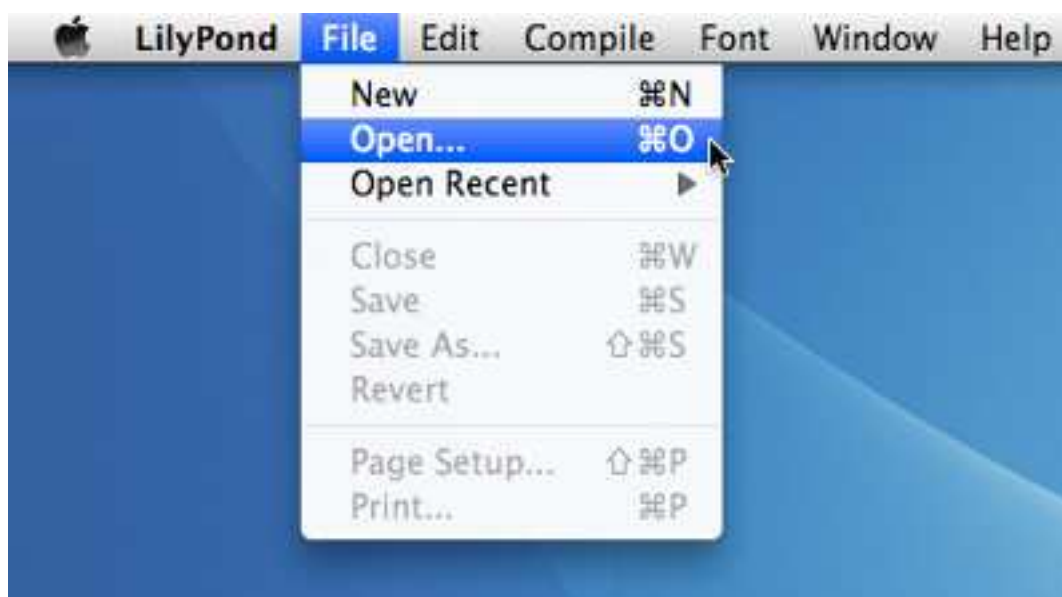 LilyPond File Edit Compile Font Window Help
New ⌘N
Open... ⌘O
Open Recent ▶
Close ⌘W
Save ⌘S
Save As... ⇧⌘S
Revert
Page Setup... ⇧⌘P
Print... ⌘P